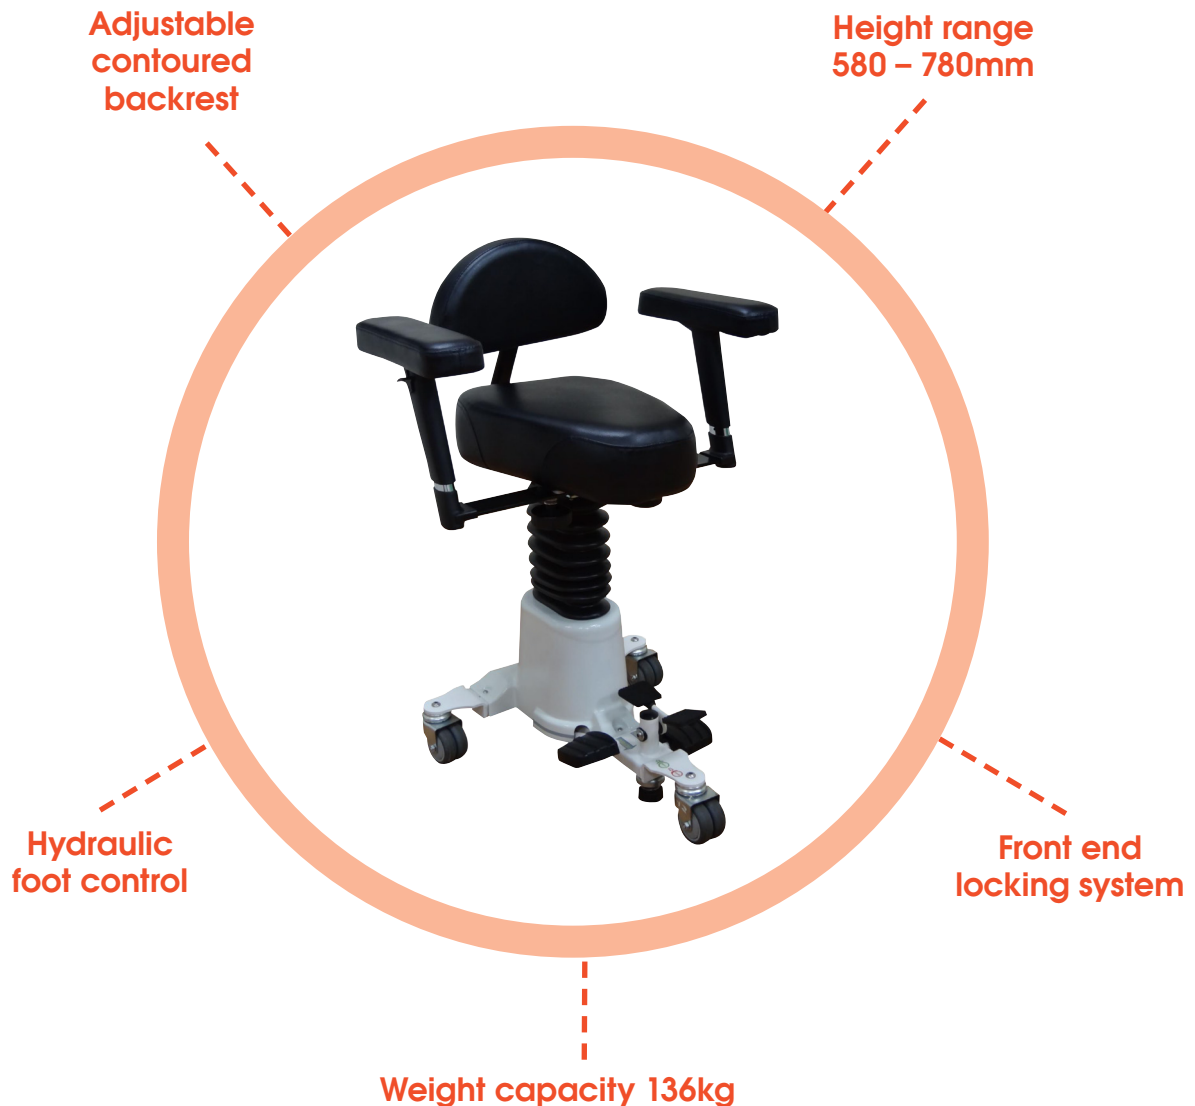 Adjustable
contoured
backrest
Height range
580 – 780mm
Hydraulic
foot control
Front end
locking system
Weight capacity 136kg